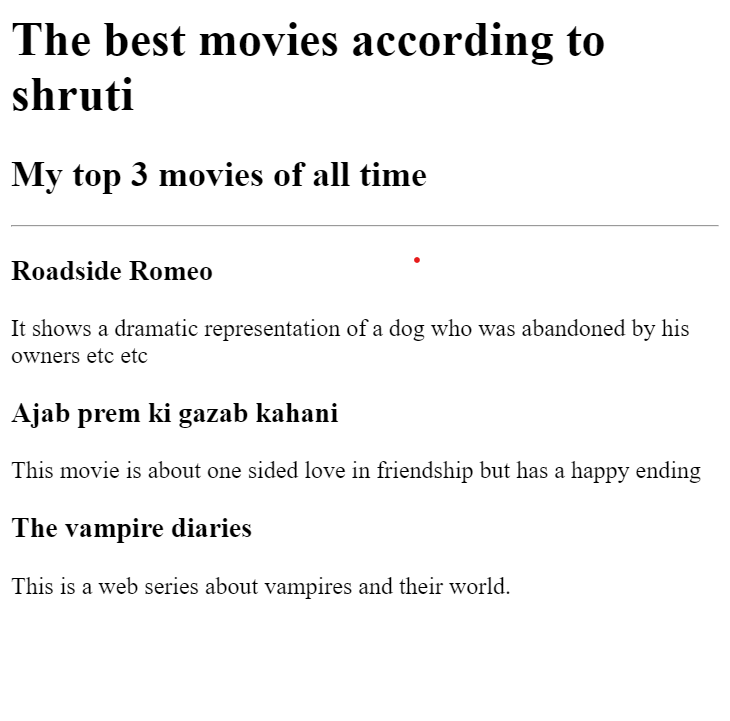 The best movies according to
shruti
My top 3 movies of all time
Roadside Romeo
It shows a dramatic representation of a dog who was abandoned by his
owners etc etc
Ajab prem ki gazab kahani
This movie is about one sided love in friendship but has a happy ending
The vampire diaries
This is a web series about vampires and their world.